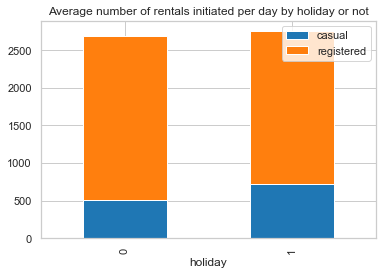 Average number of rentals initiated per day by holiday or not
casual
registered
2500
2000
1500
1000
500
0
0
1
holiday